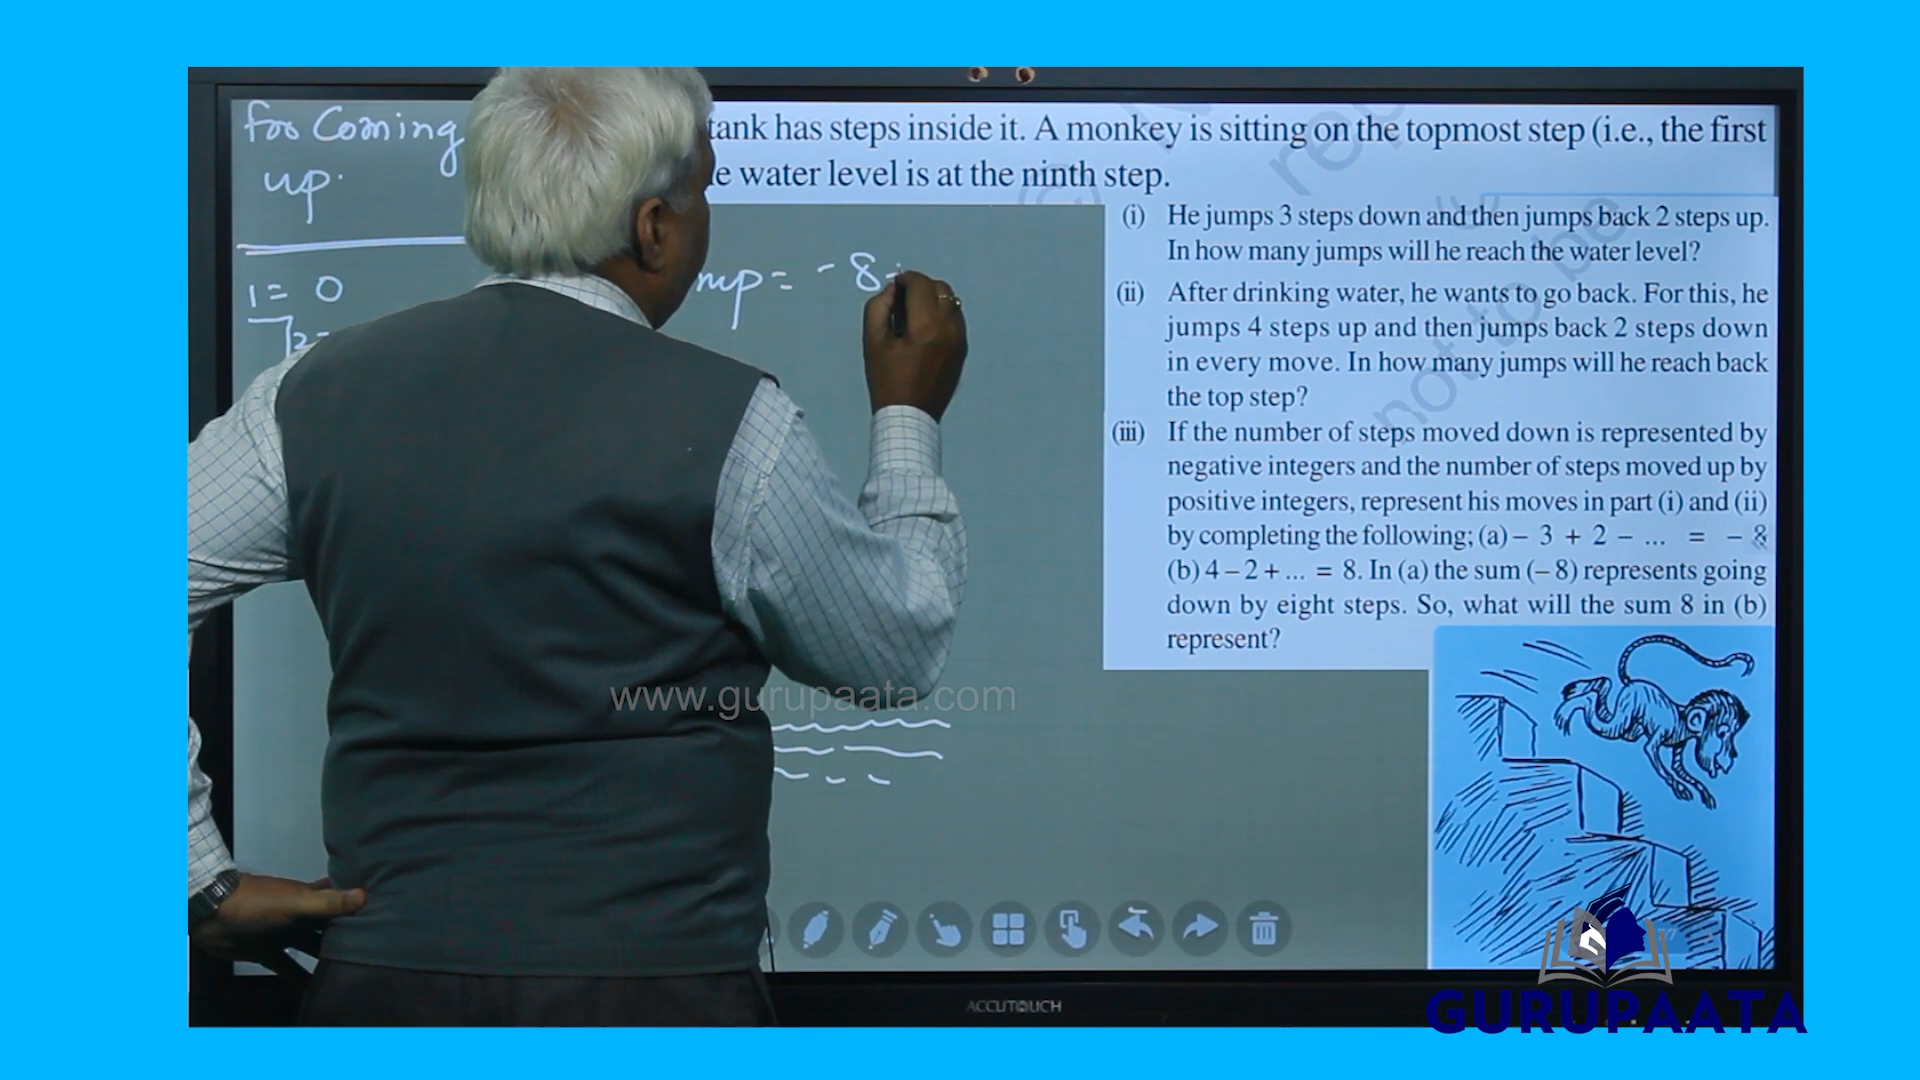 for Coming
up.
1 = 0
mp = - 8
tank has steps inside it. A monkey is sitting on the topmost step (i.e., the first
water level is at the ninth step.
(i) He jumps 3 steps down and then jumps back 2 steps up.
In how many jumps will he reach the water level?
(ii) After drinking water, he wants to go back. For this, he
jumps 4 steps up and then jumps back 2 steps down
in every move. In how many jumps will he reach back
the top step?
(iii) If the number of steps moved down is represented by
negative integers and the number of steps moved up by
positive integers, represent his moves in part (i) and (ii)
by completing the following; (a) – 3 + 2 – ... = – 8
(b) 4 – 2 + ... = 8. In (a) the sum (– 8) represents going
down by eight steps. So, what will the sum 8 in (b)
represent?
not to be
www.gurupaata.com
ACCUTOUCH
GURUPAATA